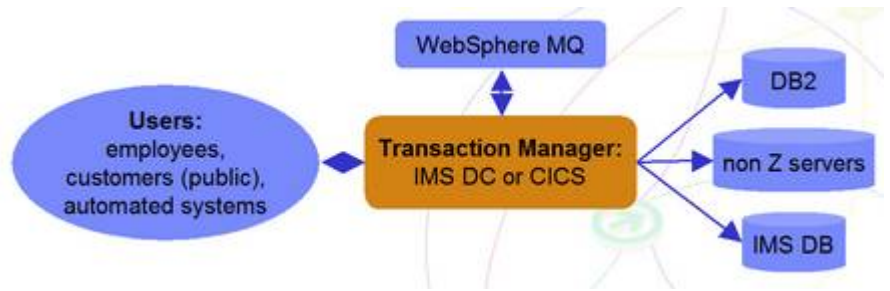 WebSphere MQ
Users:
employees,
customers (public),
automated systems
Transaction Manager:
IMS DC or CICS
DB2
non Z servers
IMS DB